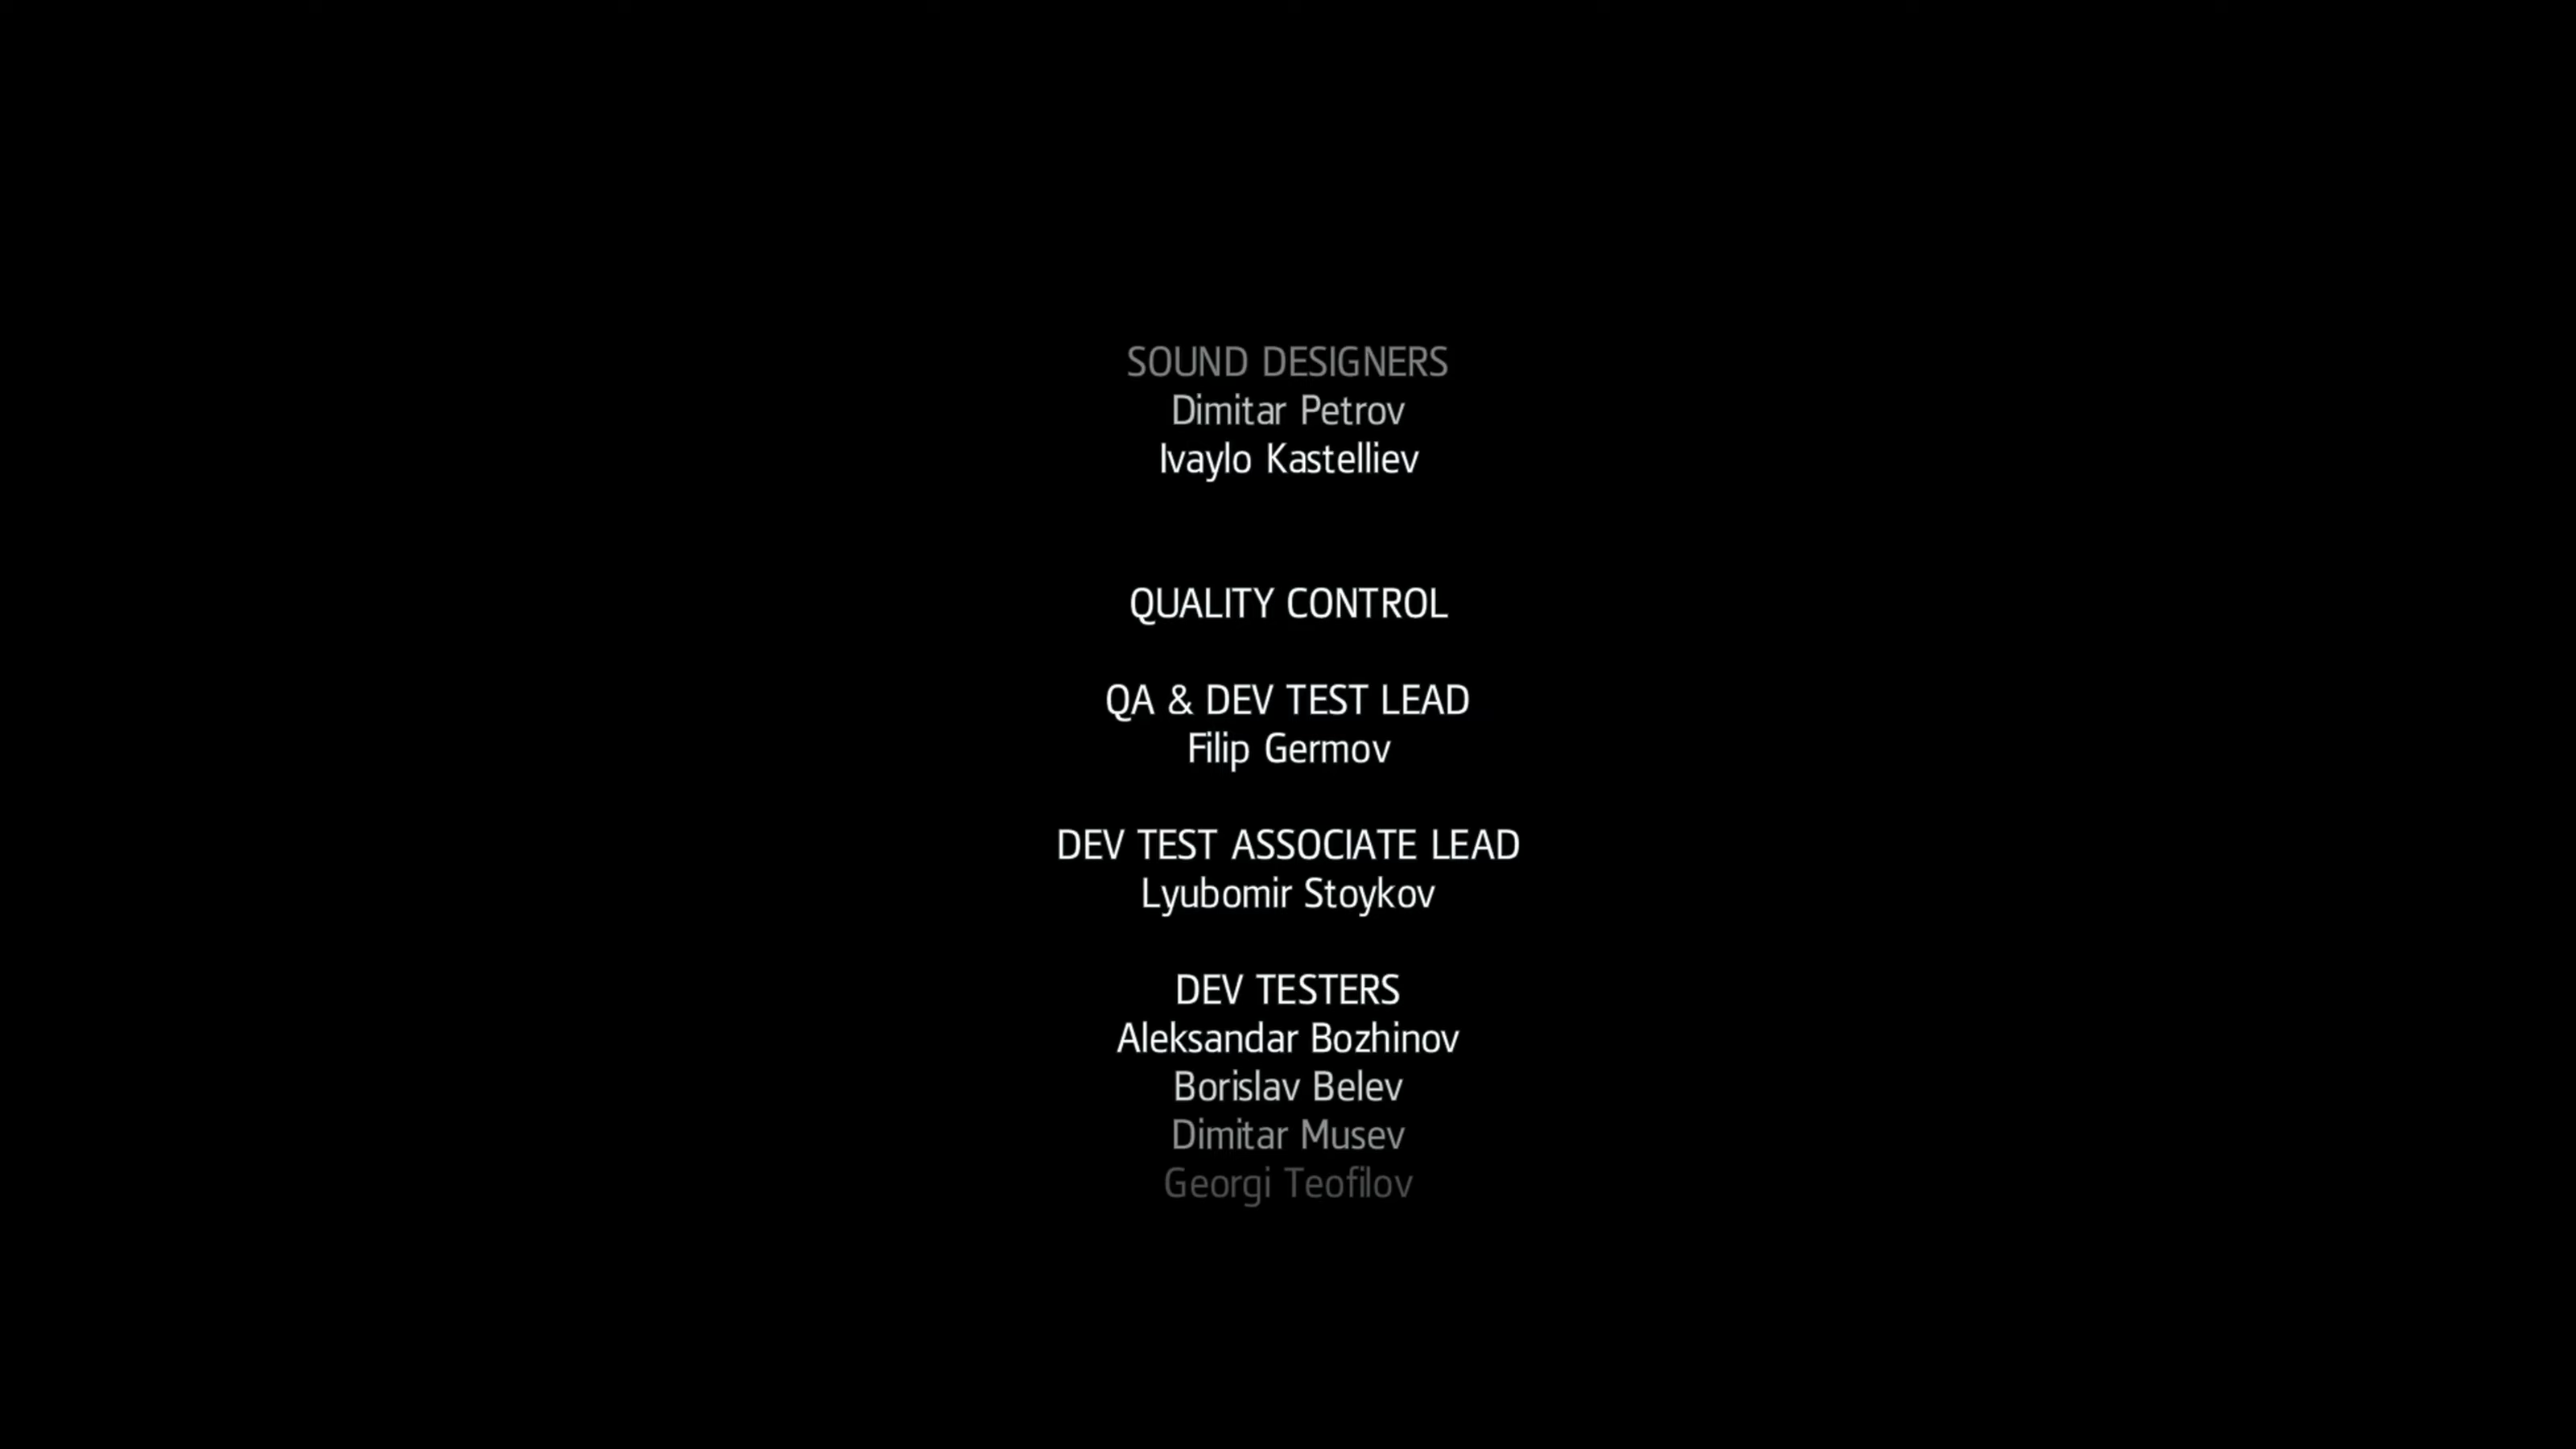 SOUND DESIGNERS
Dimitar Petrov
Ivaylo Kastelliev
QUALITY CONTROL
QA & DEV TEST LEAD
Filip Germov
DEV TEST ASSOCIATE LEAD
Lyubomir Stoykov
DEV TESTERS
Aleksandar Bozhinov
Borislav Belev
Dimitar Musev
Georgi Teofilov